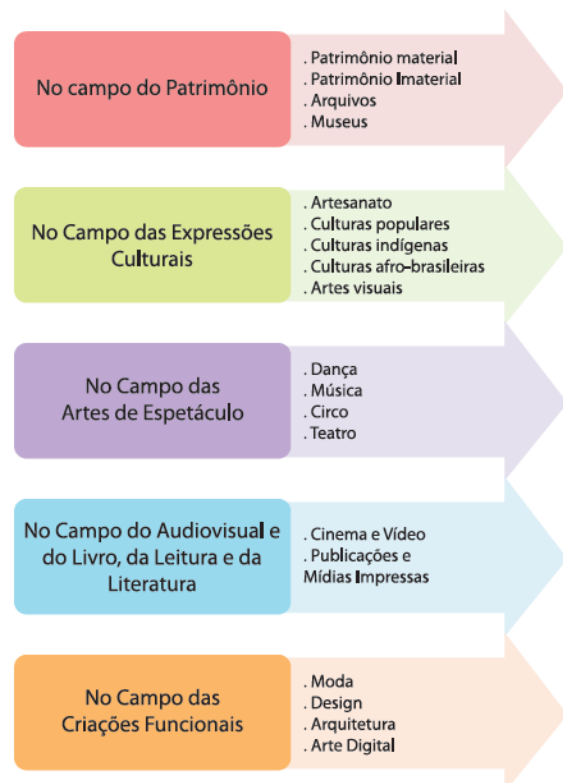 No campo do Patrimônio
. Patrimônio material
. Patrimônio Imaterial
. Arquivos
. Museus
No Campo das Expressões
Culturais
. Artesanato
. Culturas populares
. Culturas indígenas
. Culturas afro-brasileiras
. Artes visuais
No Campo das
Artes de Espetáculo
. Dança
. Música
. Circo
. Teatro
No Campo do Audiovisual e
do Livro, da Leitura e da
Literatura
. Cinema e Vídeo
. Publicações e
Mídias Impressas
No Campo das
Criações Funcionais
. Moda
. Design
. Arquitetura
. Arte Digital